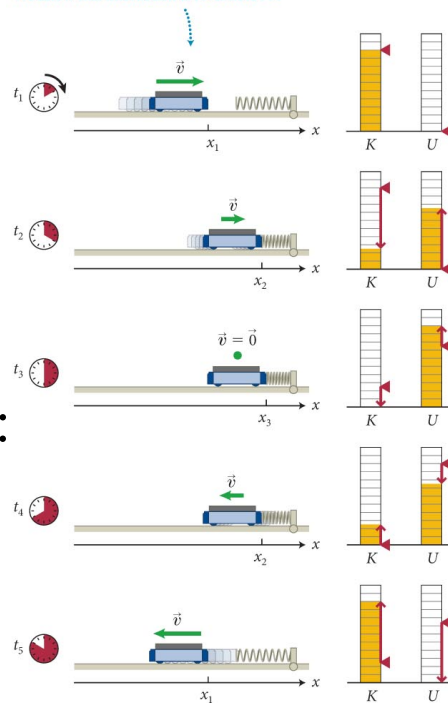 v⃗
t₁
x
x₁
K
U
v⃗
t₂
x
x₂
K
U
v⃗ = 0⃗
t₃
x
x₃
K
U
v⃗
t₄
x
x₂
K
U
v⃗
t₅
x
x₁
K
U